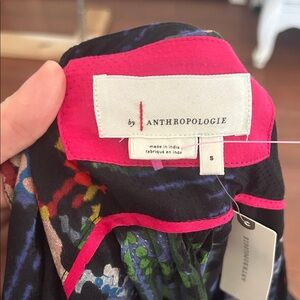 by ANTHROPOLOGIE
made in india
fabriqué en inde
S
ANTHROPOLOGIE